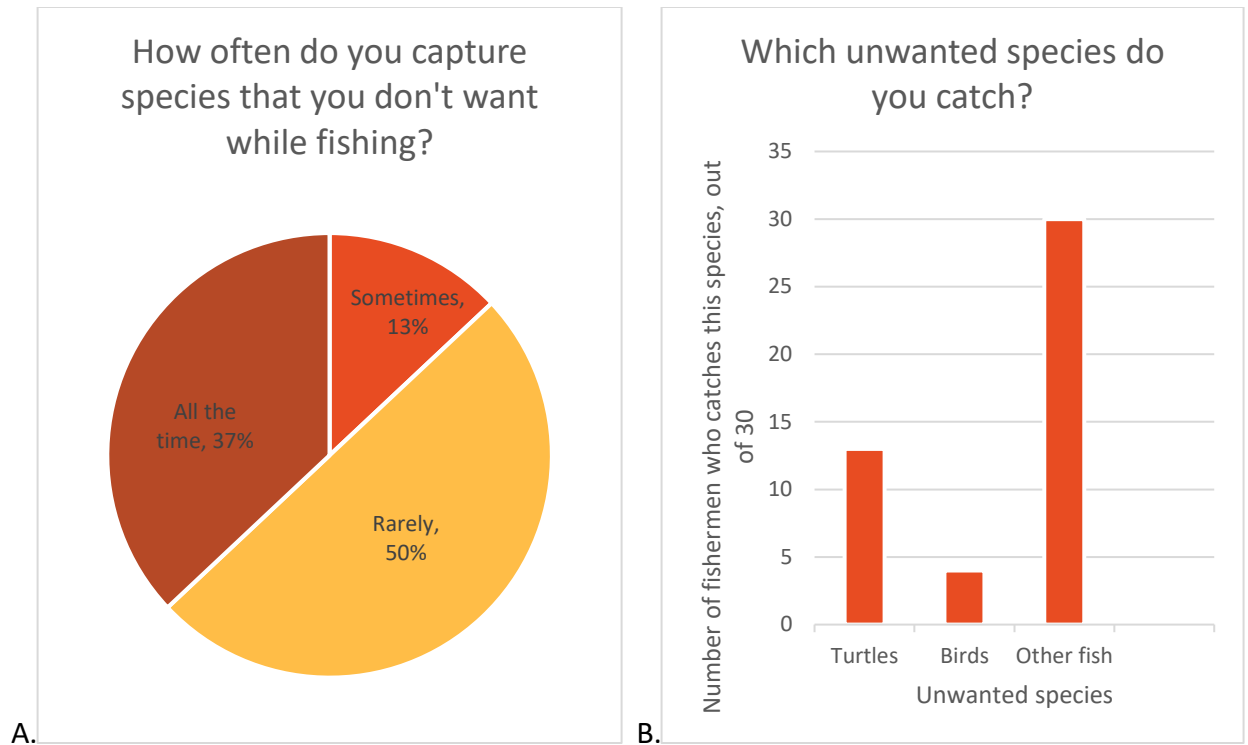 How often do you capture
species that you don't want
while fishing?
Sometimes,
13%
All the
time, 37%
Rarely,
50%
A.
Which unwanted species do
you catch?
Number of fishermen who catches this species, out
of 30
35
30
25
20
15
10
5
0
Turtles Birds Other fish
Unwanted species
B.